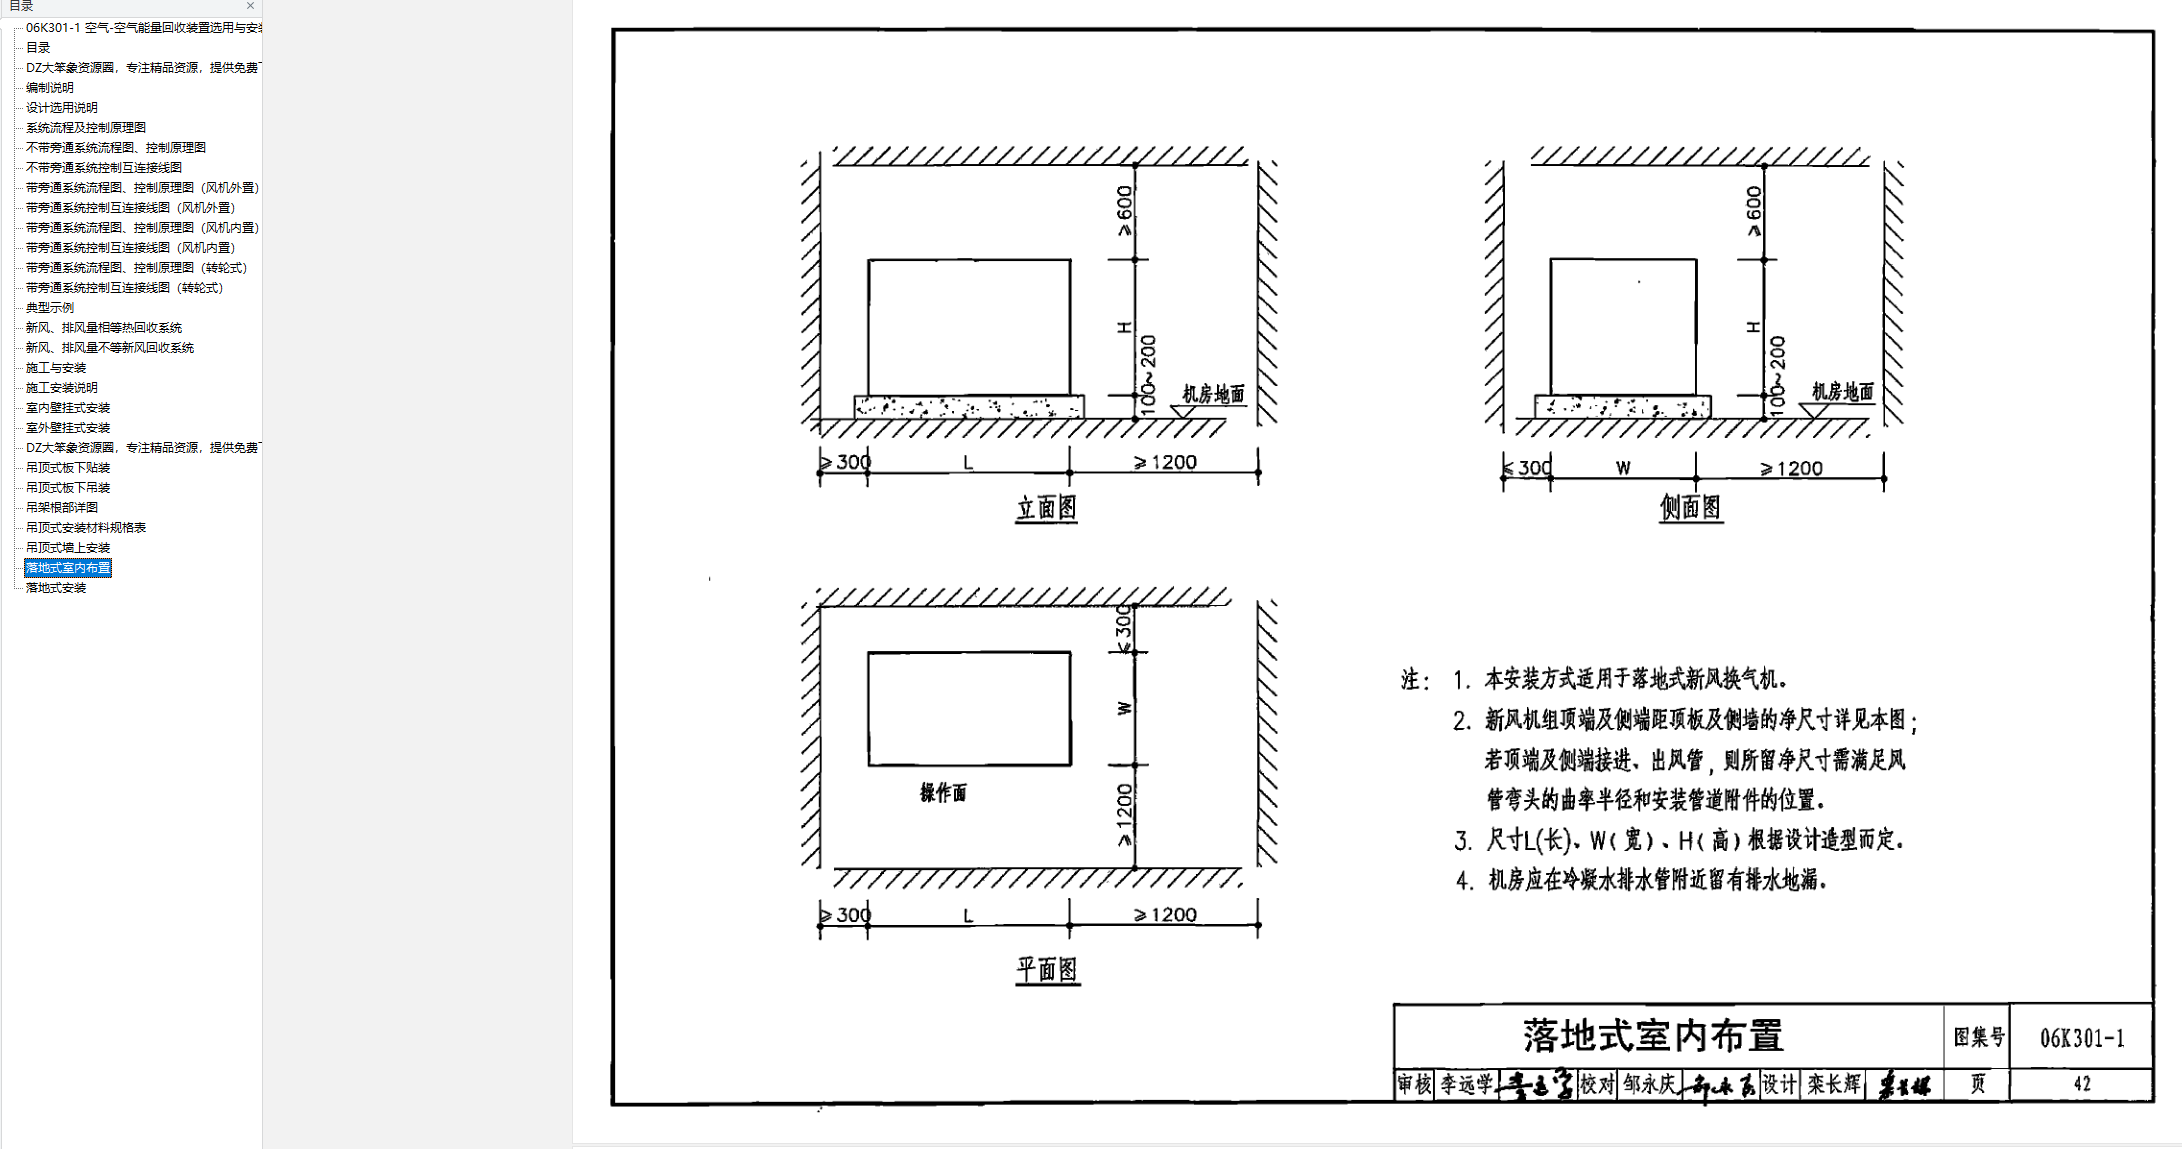 目录
06K301-1 空气-空气能量回收装置选用与安
目录
DZ大笨象资源圈，专注精品资源，提供免费
编制说明
设计选用说明
系统流程及控制原理图
不带旁通系统流程图、控制原理图
不带旁通系统控制互连接线图
带旁通系统流程图、控制原理图（风机外置）
带旁通系统控制互连接线图（风机外置）
带旁通系统流程图、控制原理图（风机内置）
带旁通系统控制互连接线图（风机内置）
带旁通系统流程图、控制原理图（转轮式）
带旁通系统控制互连接线图（转轮式）
典型示例
新风、排风量相等热回收系统
新风、排风量不等新风回收系统
施工与安装
施工安装说明
室内壁挂式安装
室外壁挂式安装
DZ大笨象资源圈，专注精品资源，提供免费
吊顶式板下贴装
吊顶式板下吊装
吊架根部详图
吊顶式安装材料规格表
吊顶式墙上安装
落地式室内布置
落地式安装
≥600
H
100~200
机房地面
≥300 L ≥1200
立面图
≥600
H
100~200
机房地面
≤300 W ≥1200
侧面图
≤300
W
≥1200
操作面
≥300 L ≥1200
平面图
注： 1. 本安装方式适用于落地式新风换气机。
2. 新风机组顶端及侧端距顶板及侧墙的净尺寸详见本图；
若顶端及侧端接进、出风管，则所留净尺寸需满足风
管弯头的曲率半径和安装管道附件的位置。
3. 尺寸L(长)、W(宽)、H(高)根据设计造型而定。
4. 机房应在冷凝水排水管附近留有排水地漏。
落地式室内布置 图集号 06K301-1
审核 李远学 李远学 校对 邹永庆 邹永庆 设计 栾长辉 栾长辉 页 42